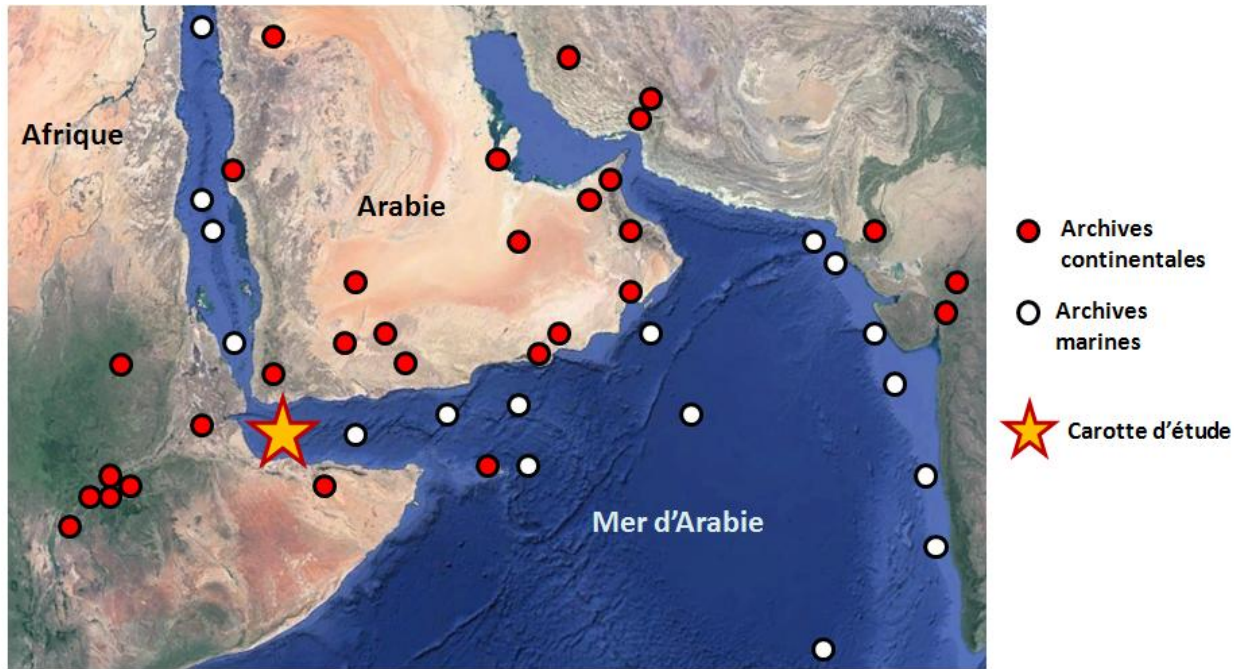 Afrique
Arabie
Mer d'Arabie
Archives
continentales
Archives
marines
Carotte d'étude